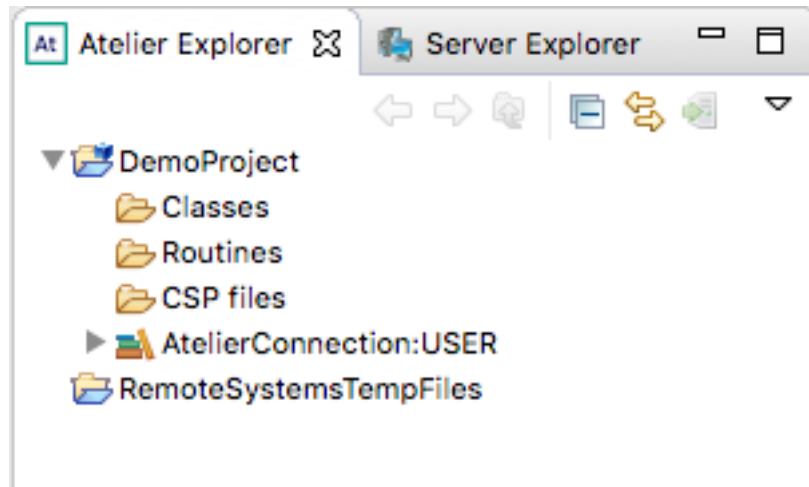 At Atelier Explorer Server Explorer
DemoProject
Classes
Routines
CSP files
AtelierConnection:USER
RemoteSystemsTempFiles